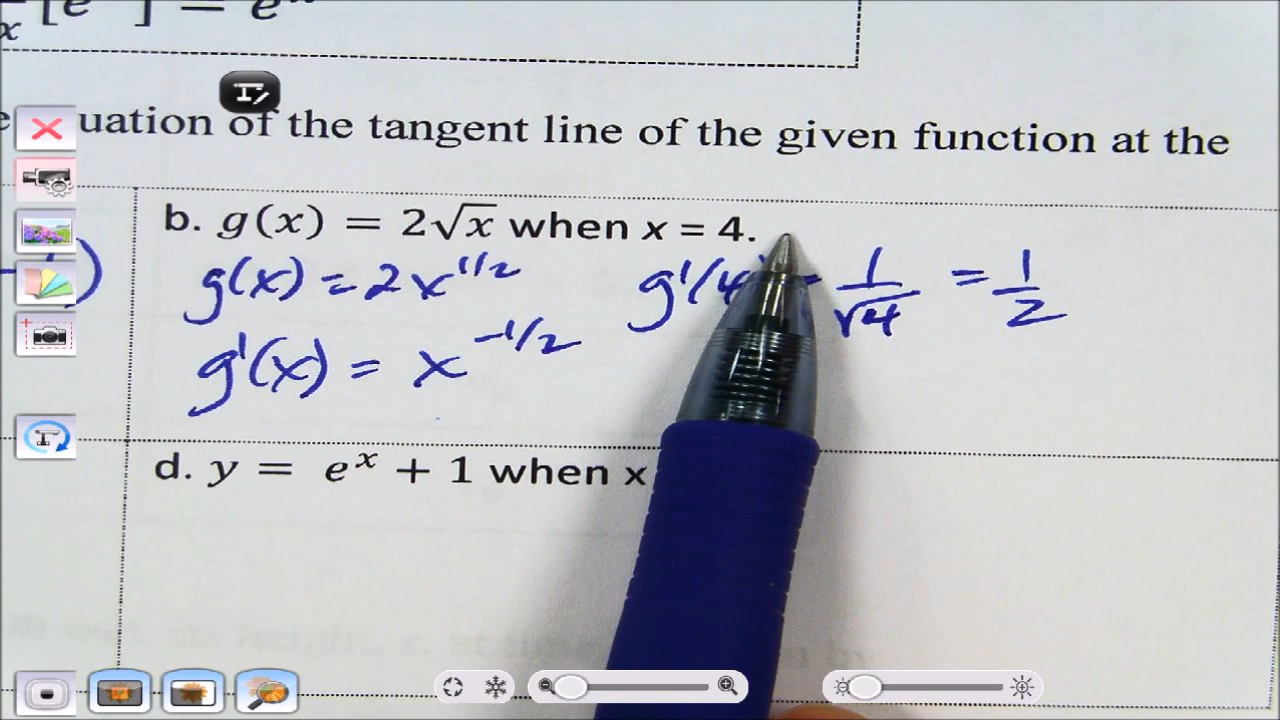 x [e ] = e
uation of the tangent line of the given function at the
b. g(x) = 2√x when x = 4.
g(x) = 2x^1/2 g'(4) = 1/√4 = 1/2
g'(x) = x^-1/2
d. y = e^x + 1 when x